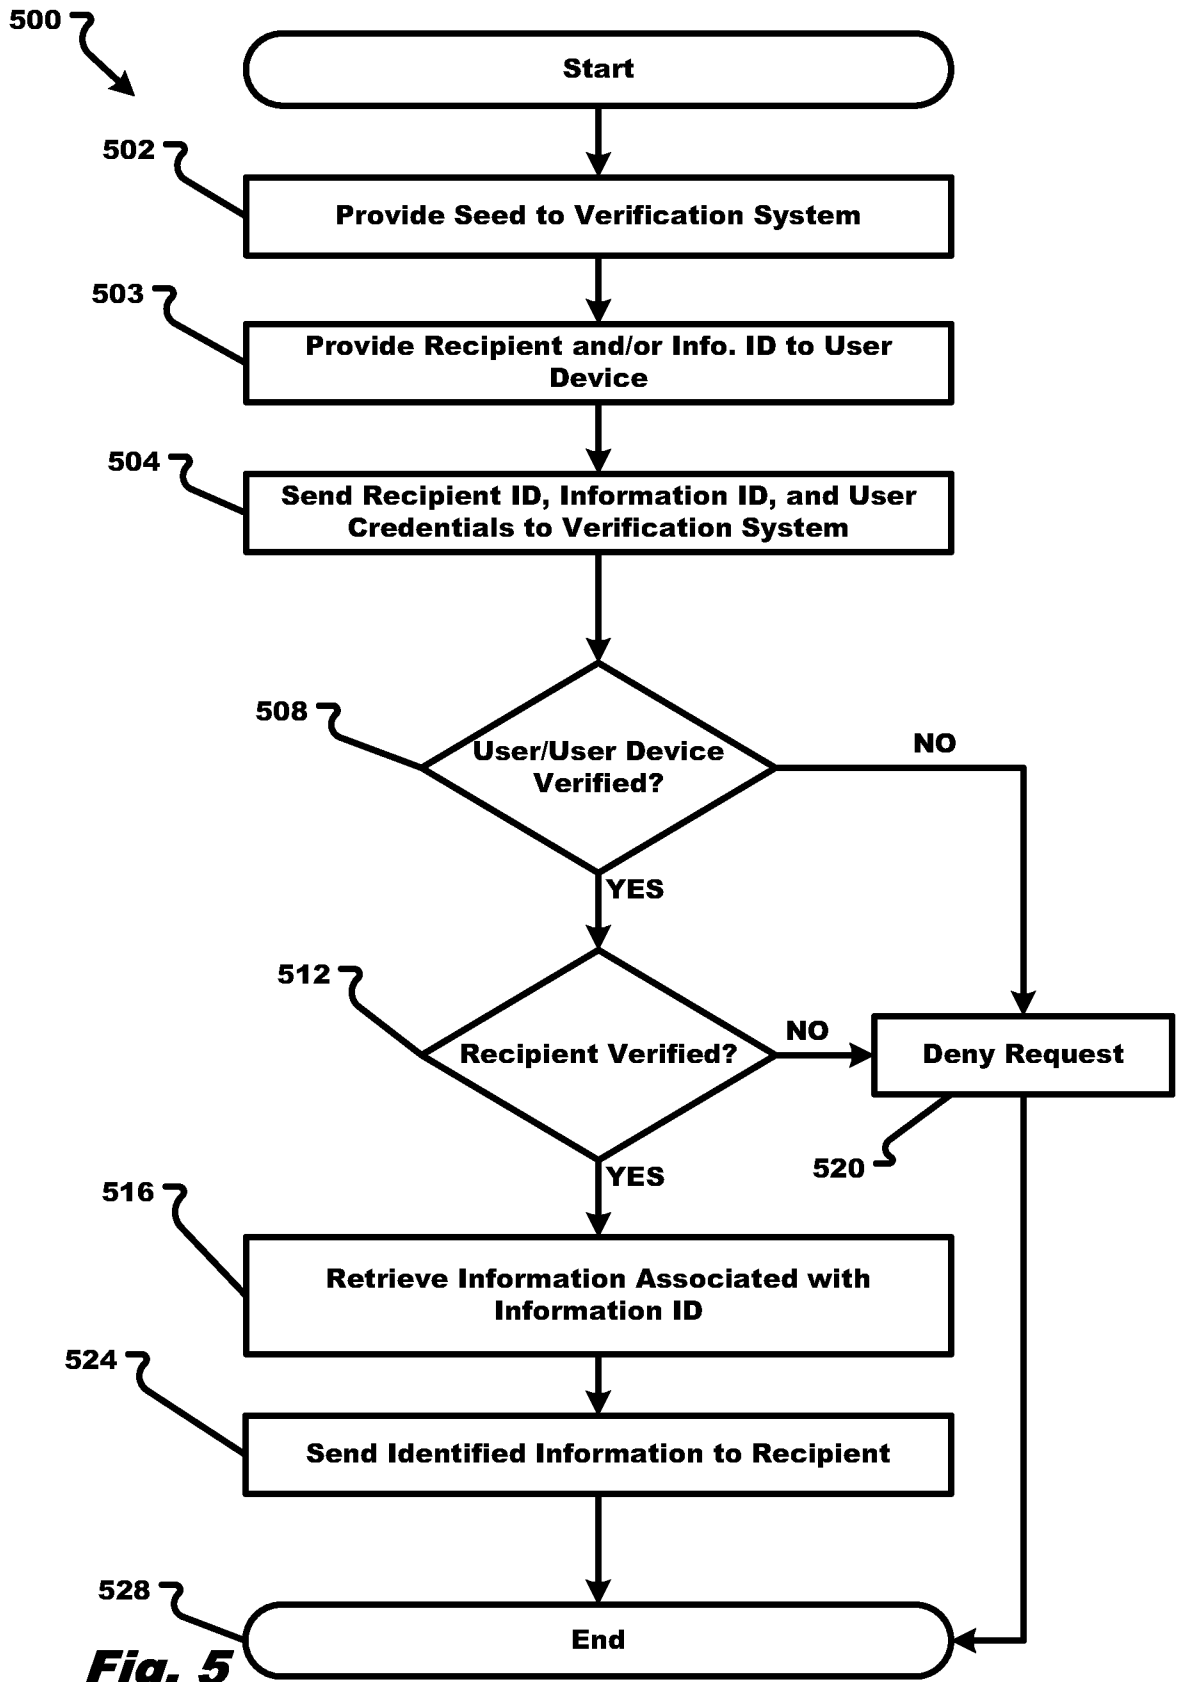 500
Start
502
Provide Seed to Verification System
503
Provide Recipient and/or Info. ID to User
Device
504
Send Recipient ID, Information ID, and User
Credentials to Verification System
508
User/User Device
Verified?
NO
YES
512
Recipient Verified?
NO
Deny Request
520
YES
516
Retrieve Information Associated with
Information ID
524
Send Identified Information to Recipient
528
End
Fig. 5